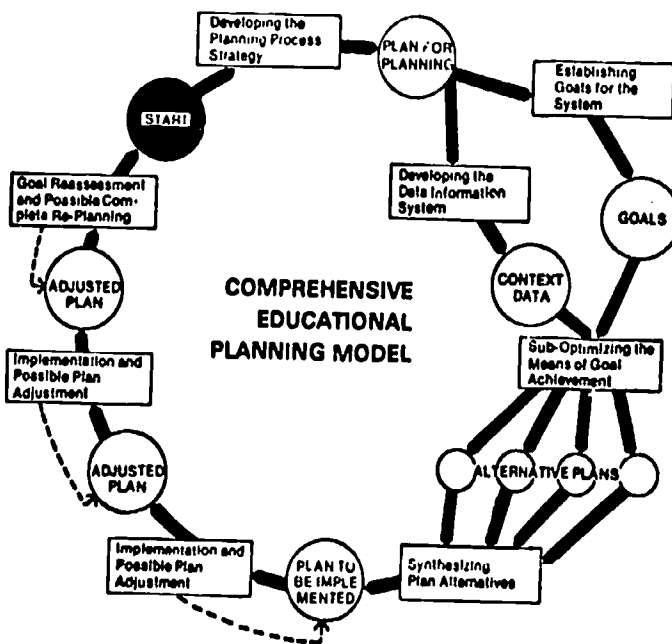 Developing the
Planning Process
Strategy
PLAN FOR
PLANNING
Establishing
Goals for the
System
START
Developing the
Data Information
System
Goal Reassessment
and Possible Com-
plete Re-Planning
GOALS
ADJUSTED
PLAN
CONTEXT
DATA
COMPREHENSIVE
EDUCATIONAL
PLANNING MODEL
Sub-Optimizing the
Means of Goal
Achievement
Implementation and
Possible Plan
Adjustment
ADJUSTED
PLAN
ALTERNATIVE PLANS
Implementation and
Possible Plan
Adjustment
PLAN TO
BE IMPLE
MENTED
Synthesizing
Plan Alternatives